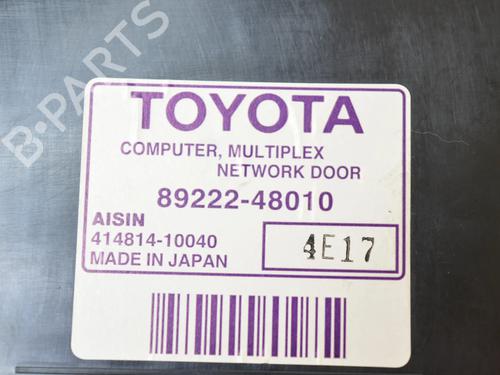 B-PARTS
TOYOTA
COMPUTER, MULTIPLEX
NETWORK DOOR
89222-48010
AISIN
414814-10040
MADE IN JAPAN
4E17